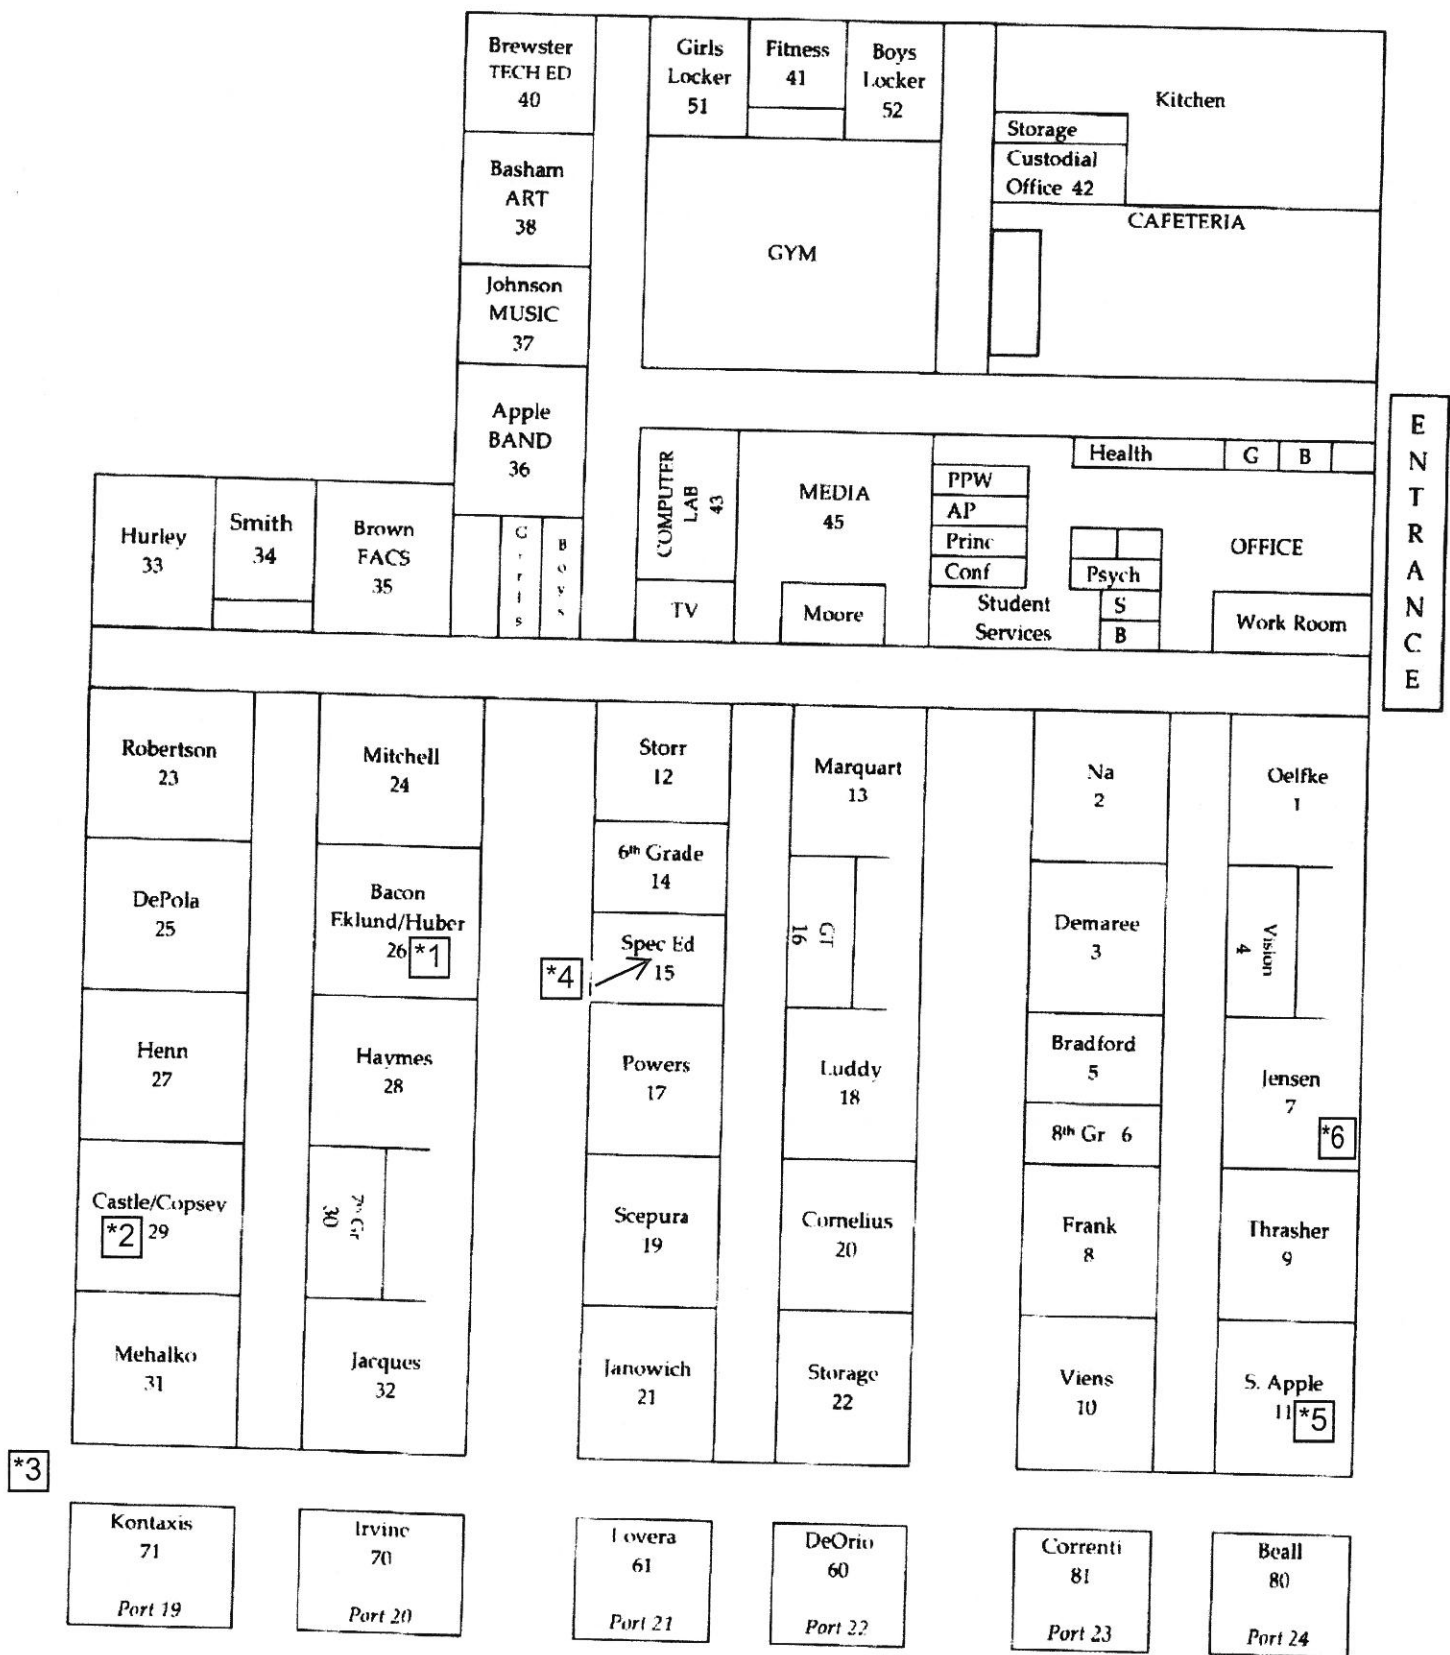 Brewster
TECH ED
40
Girls
Locker
51
Fitness
41
Boys
Locker
52
Kitchen
Storage
Custodial
Office 42
Basham
ART
38
CAFETERIA
GYM
Johnson
MUSIC
37
Apple
BAND
36
COMPUTER
LAB
43
MEDIA
45
Health
G
B
PPW
AP
Princ
Conf
Psych
OFFICE
ENTRANCE
Hurley
33
Smith
34
Brown
FACS
35
Girls
Boys
TV
Moore
Student
Services
S
B
Work Room
Robertson
23
Mitchell
24
Storr
12
Marquart
13
Na
2
Oelfke
1
DePola
25
Bacon
Eklund/Huber
26 *1
6th Grade
14
GT
16
Demaree
3
Vision
4
*4
Spec Ed
15
Henn
27
Haymes
28
Powers
17
Luddy
18
Bradford
5
8th Gr 6
Jensen
7
*6
Castle/Copsey
*2 29
7th Gr
30
Scepura
19
Cornelius
20
Frank
8
Thrasher
9
Mehalko
31
Jacques
32
Janowich
21
Storage
22
Viens
10
S. Apple
11 *5
*3
Kontaxis
71
Port 19
Irvine
70
Port 20
Lovera
61
Port 21
DeOrio
60
Port 22
Correnti
81
Port 23
Beall
80
Port 24